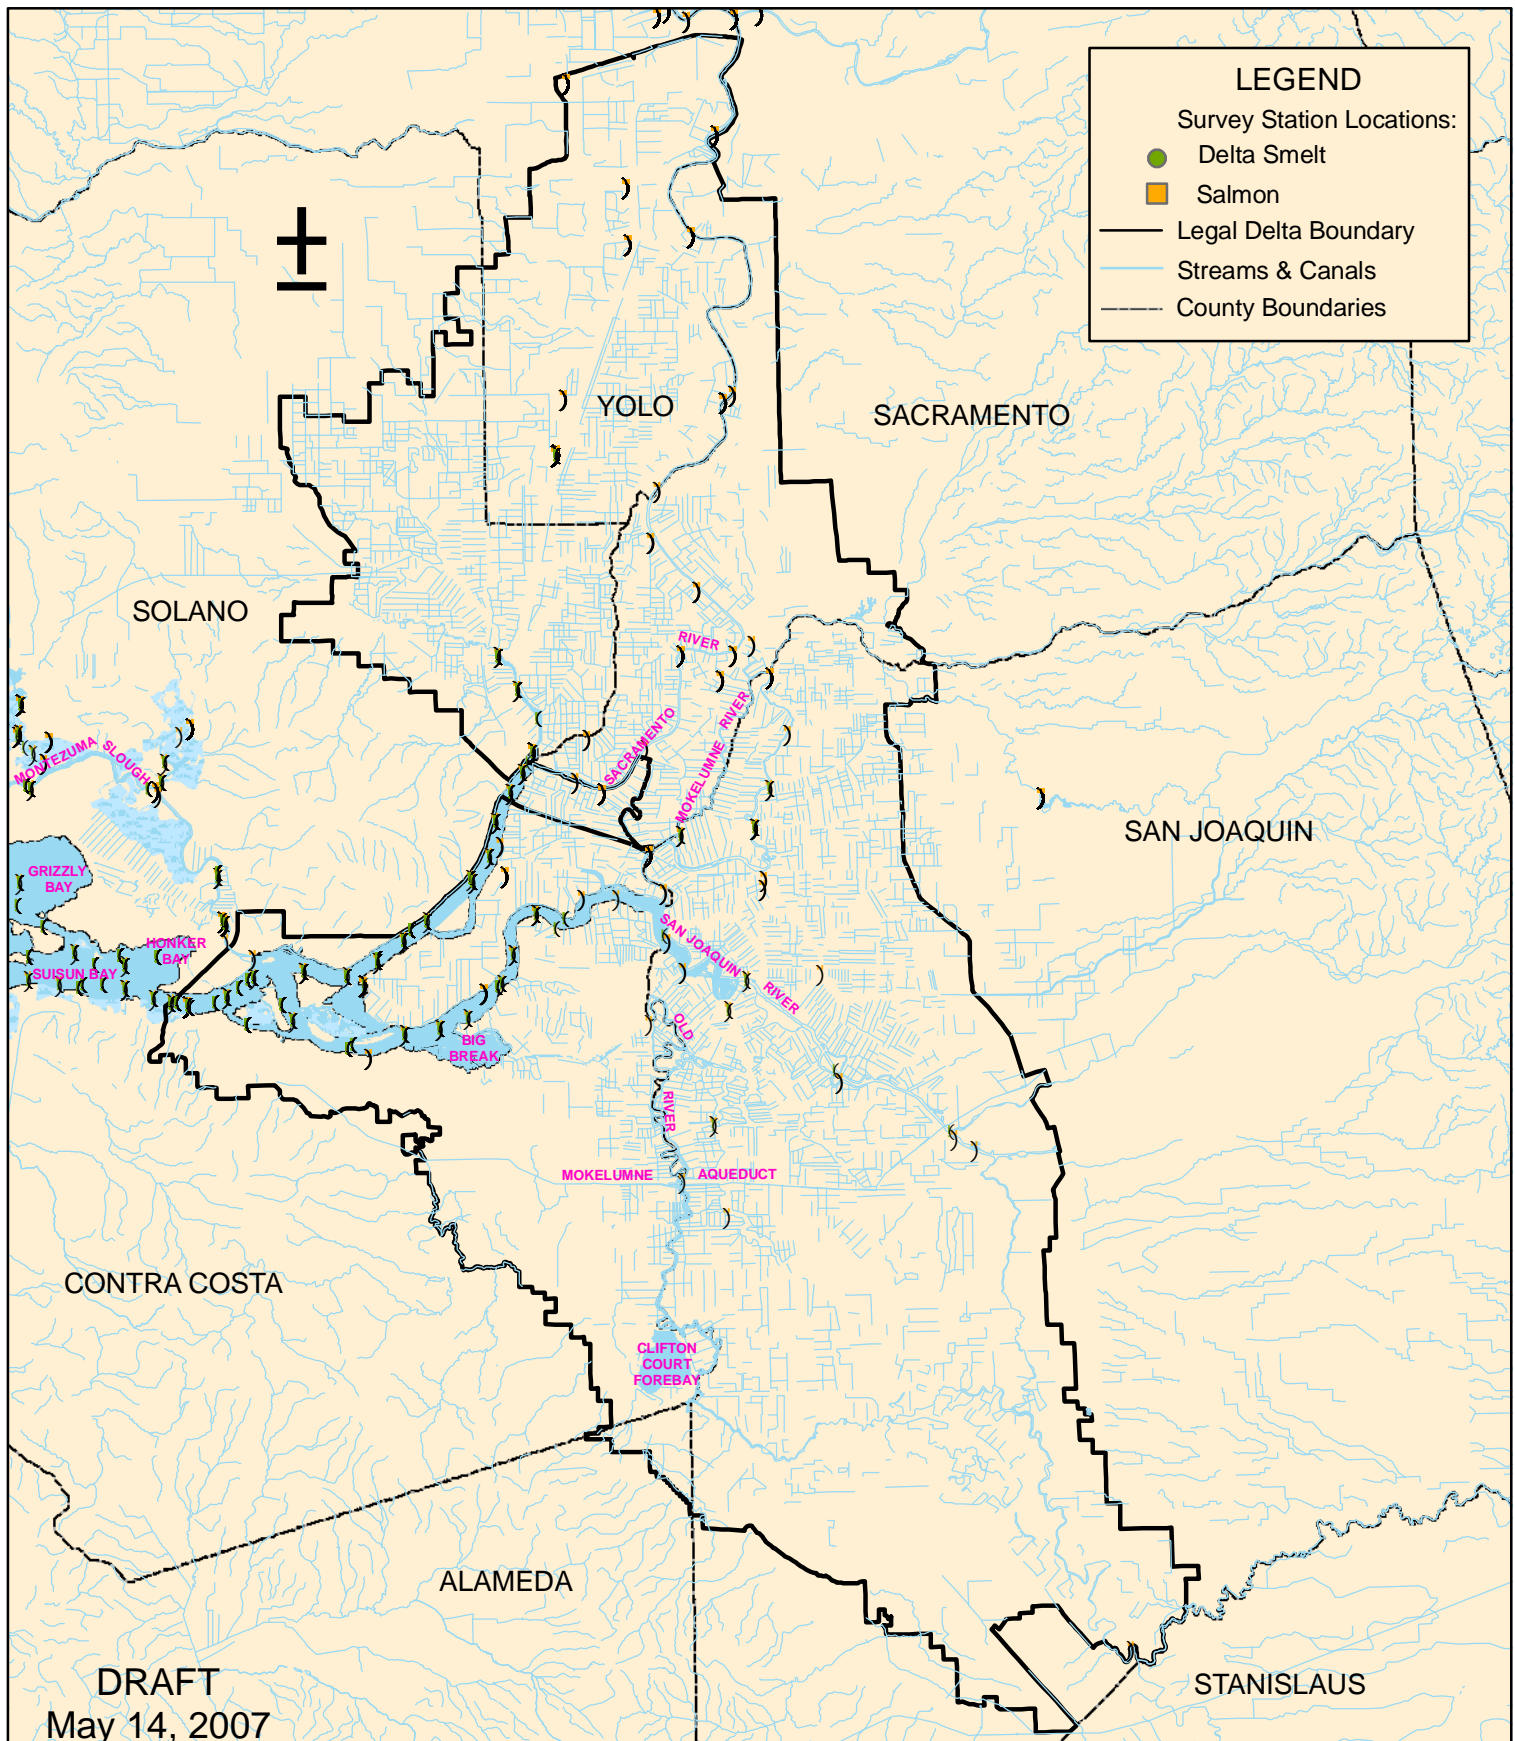 LEGEND
Survey Station Locations:
Delta Smelt
Salmon
Legal Delta Boundary
Streams & Canals
County Boundaries
YOLO
SACRAMENTO
SOLANO
RIVER
SACRAMENTO
MOKELUMNE RIVER
MONTEZUMA SLOUGH
SAN JOAQUIN
GRIZZLY
BAY
HONKER
BAY
SUISUN BAY
SAN JOAQUIN
RIVER
OLD
RIVER
BIG
BREAK
MOKELUMNE AQUEDUCT
CONTRA COSTA
CLIFTON
COURT
FOREBAY
ALAMEDA
STANISLAUS
DRAFT
May 14, 2007